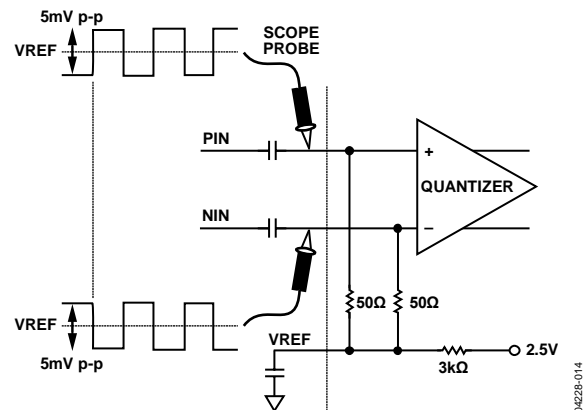 5mV p-p
VREF
SCOPE
PROBE
PIN
+
QUANTIZER
NIN
−
50Ω
50Ω
VREF
5mV p-p
VREF
3kΩ
2.5V
04228-014